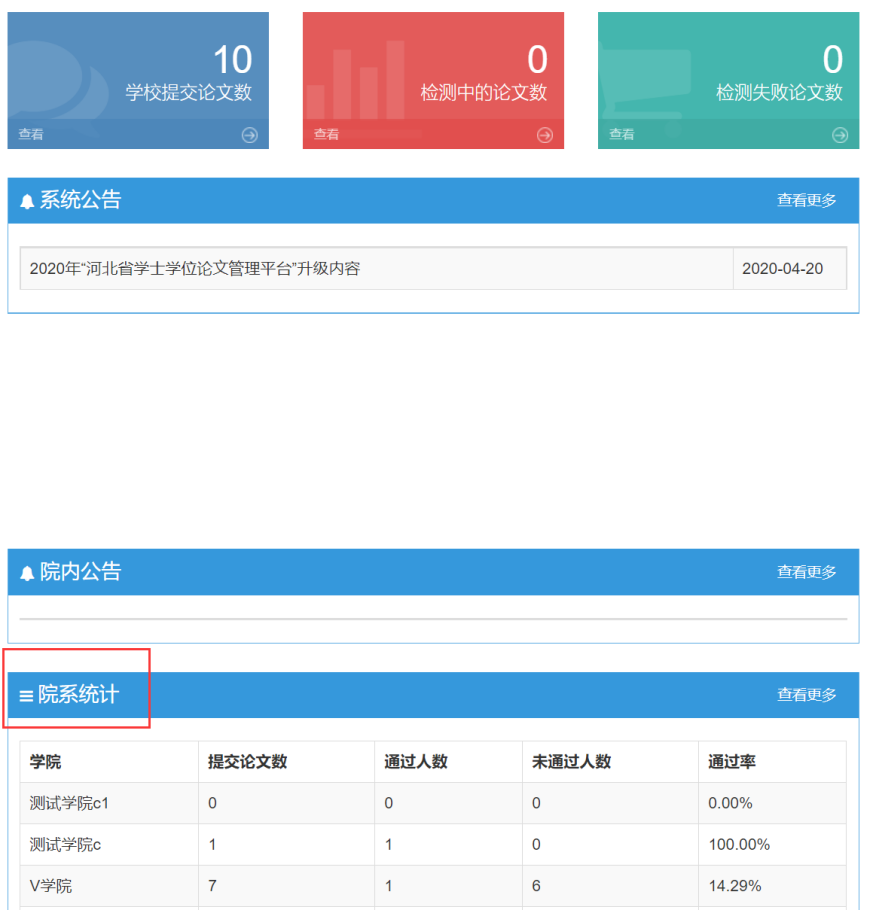 10 0 0
学校提交论文数 检测中的论文数 检测失败论文数
查看 查看 查看
系统公告 查看更多
2020年“河北省学士学位论文管理平台”升级内容 2020-04-20
院内公告 查看更多
院系统计 查看更多
学院 提交论文数 通过人数 未通过人数 通过率
测试学院c1 0 0 0 0.00%
测试学院c 1 1 0 100.00%
V学院 7 1 6 14.29%